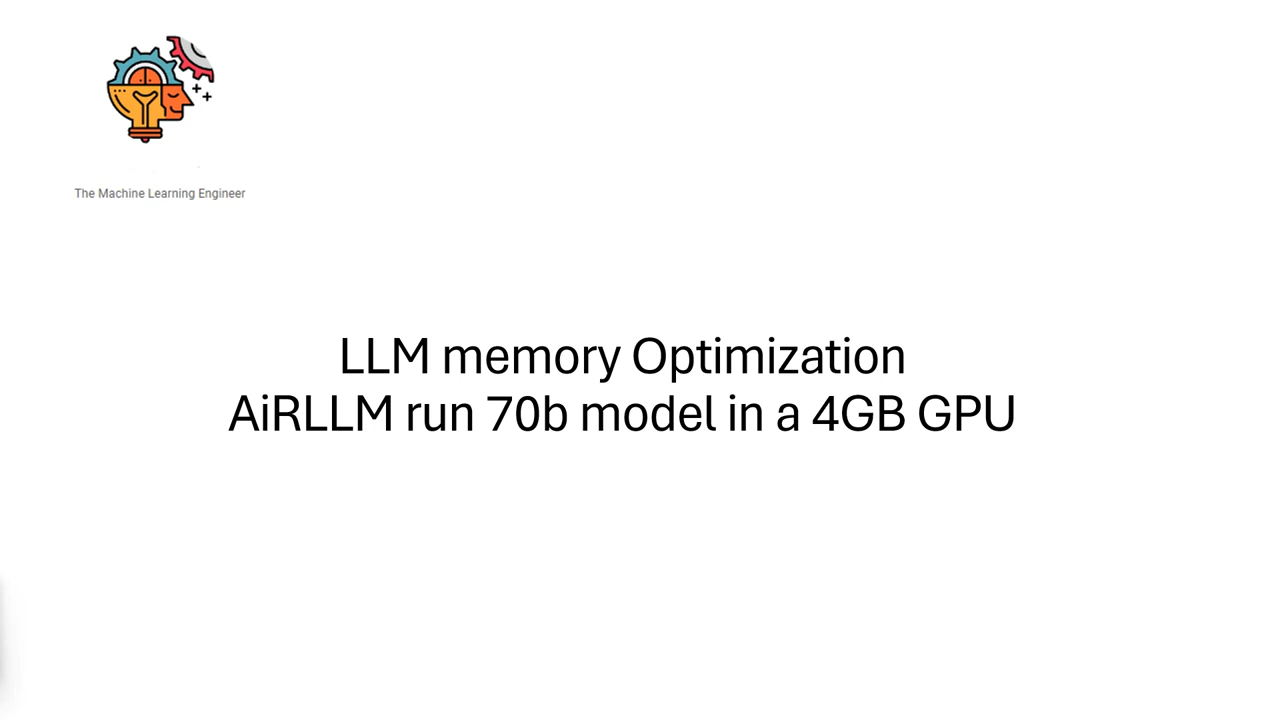 The Machine Learning Engineer
LLM memory Optimization
AiRLLM run 70b model in a 4GB GPU